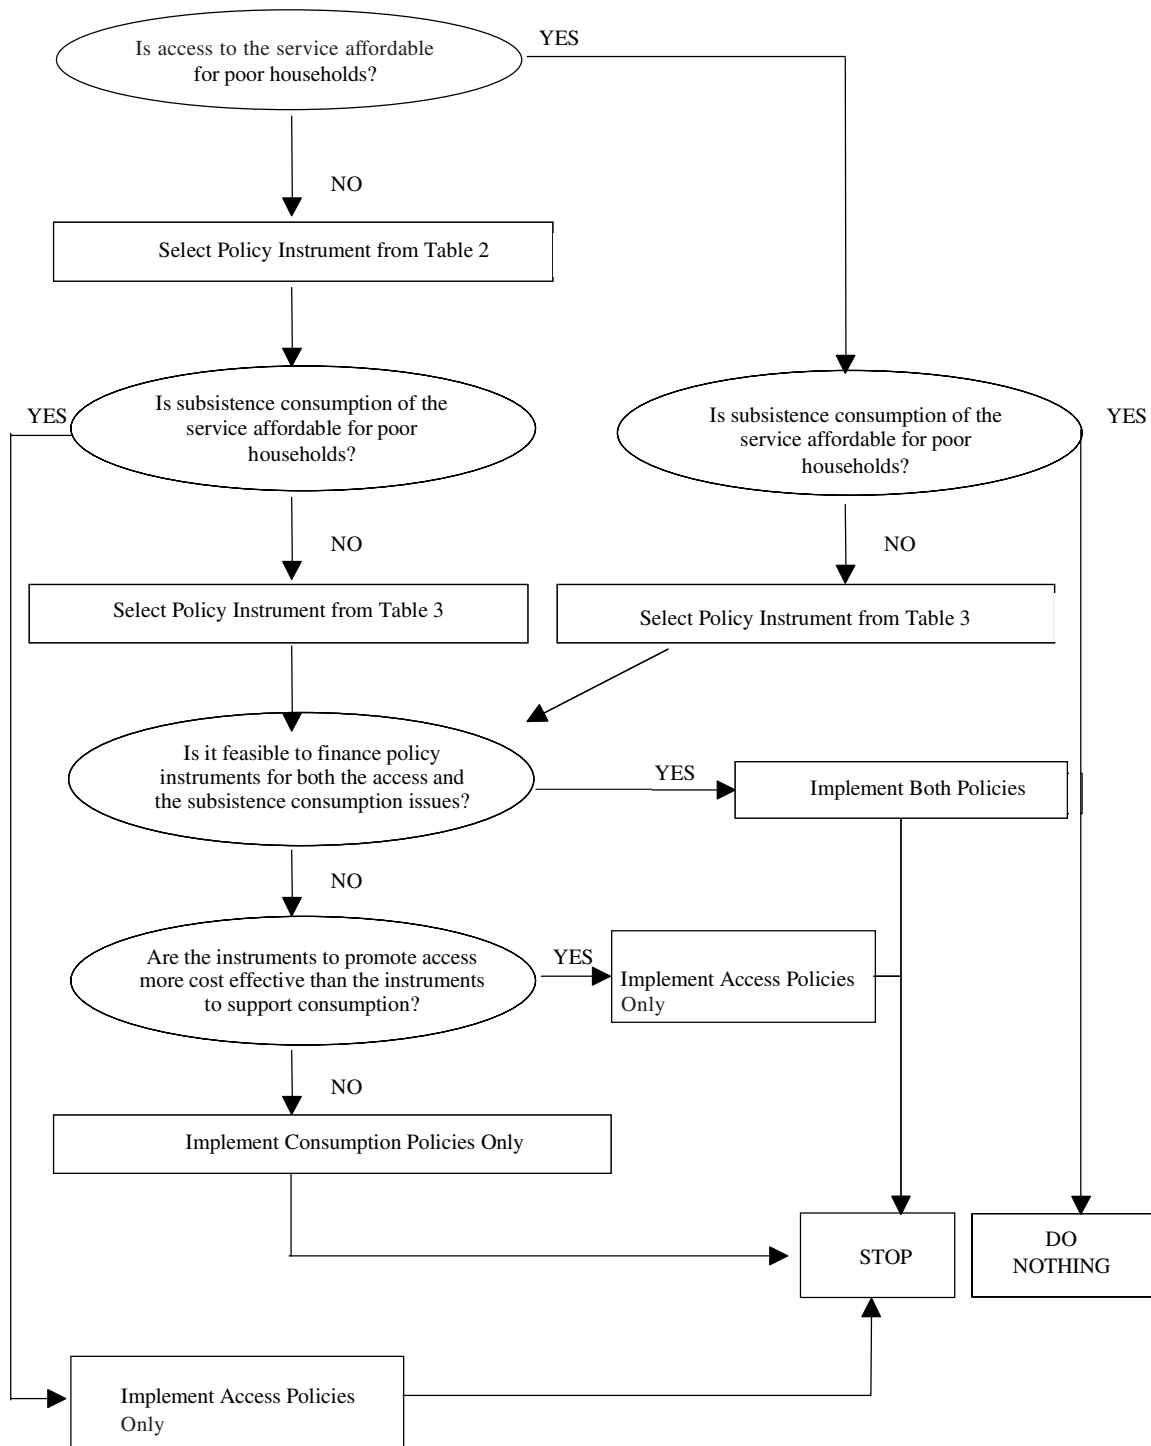 Is access to the service affordable
for poor households?
YES
NO
Select Policy Instrument from Table 2
YES
Is subsistence consumption of the
service affordable for poor
households?
Is subsistence consumption of the
service affordable for poor
households?
YES
NO
NO
Select Policy Instrument from Table 3
Select Policy Instrument from Table 3
Is it feasible to finance policy
instruments for both the access and
the subsistence consumption issues?
YES
Implement Both Policies
NO
Are the instruments to promote access
more cost effective than the instruments
to support consumption?
YES
Implement Access Policies
Only
NO
Implement Consumption Policies Only
STOP
DO
NOTHING
Implement Access Policies
Only